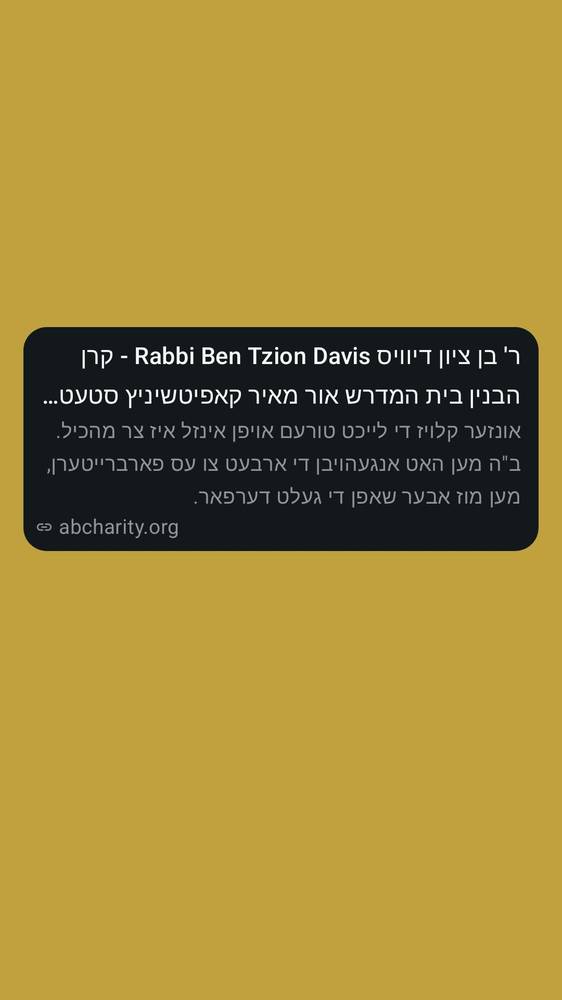 ר' בן ציון דיוויס Rabbi Ben Tzion Davis - קרן
הבנין בית המדרש אור מאיר קאפיטשיניץ סטעט...
אונזער קלויז די לייכט טורעם אויפן אינזל איז צר מהכיל.
ב"ה מען האט אנגעהויבן די ארבעט צו עס פארברייטערן,
מען מוז אבער שאפן די געלט דערפאר.
abcharity.org